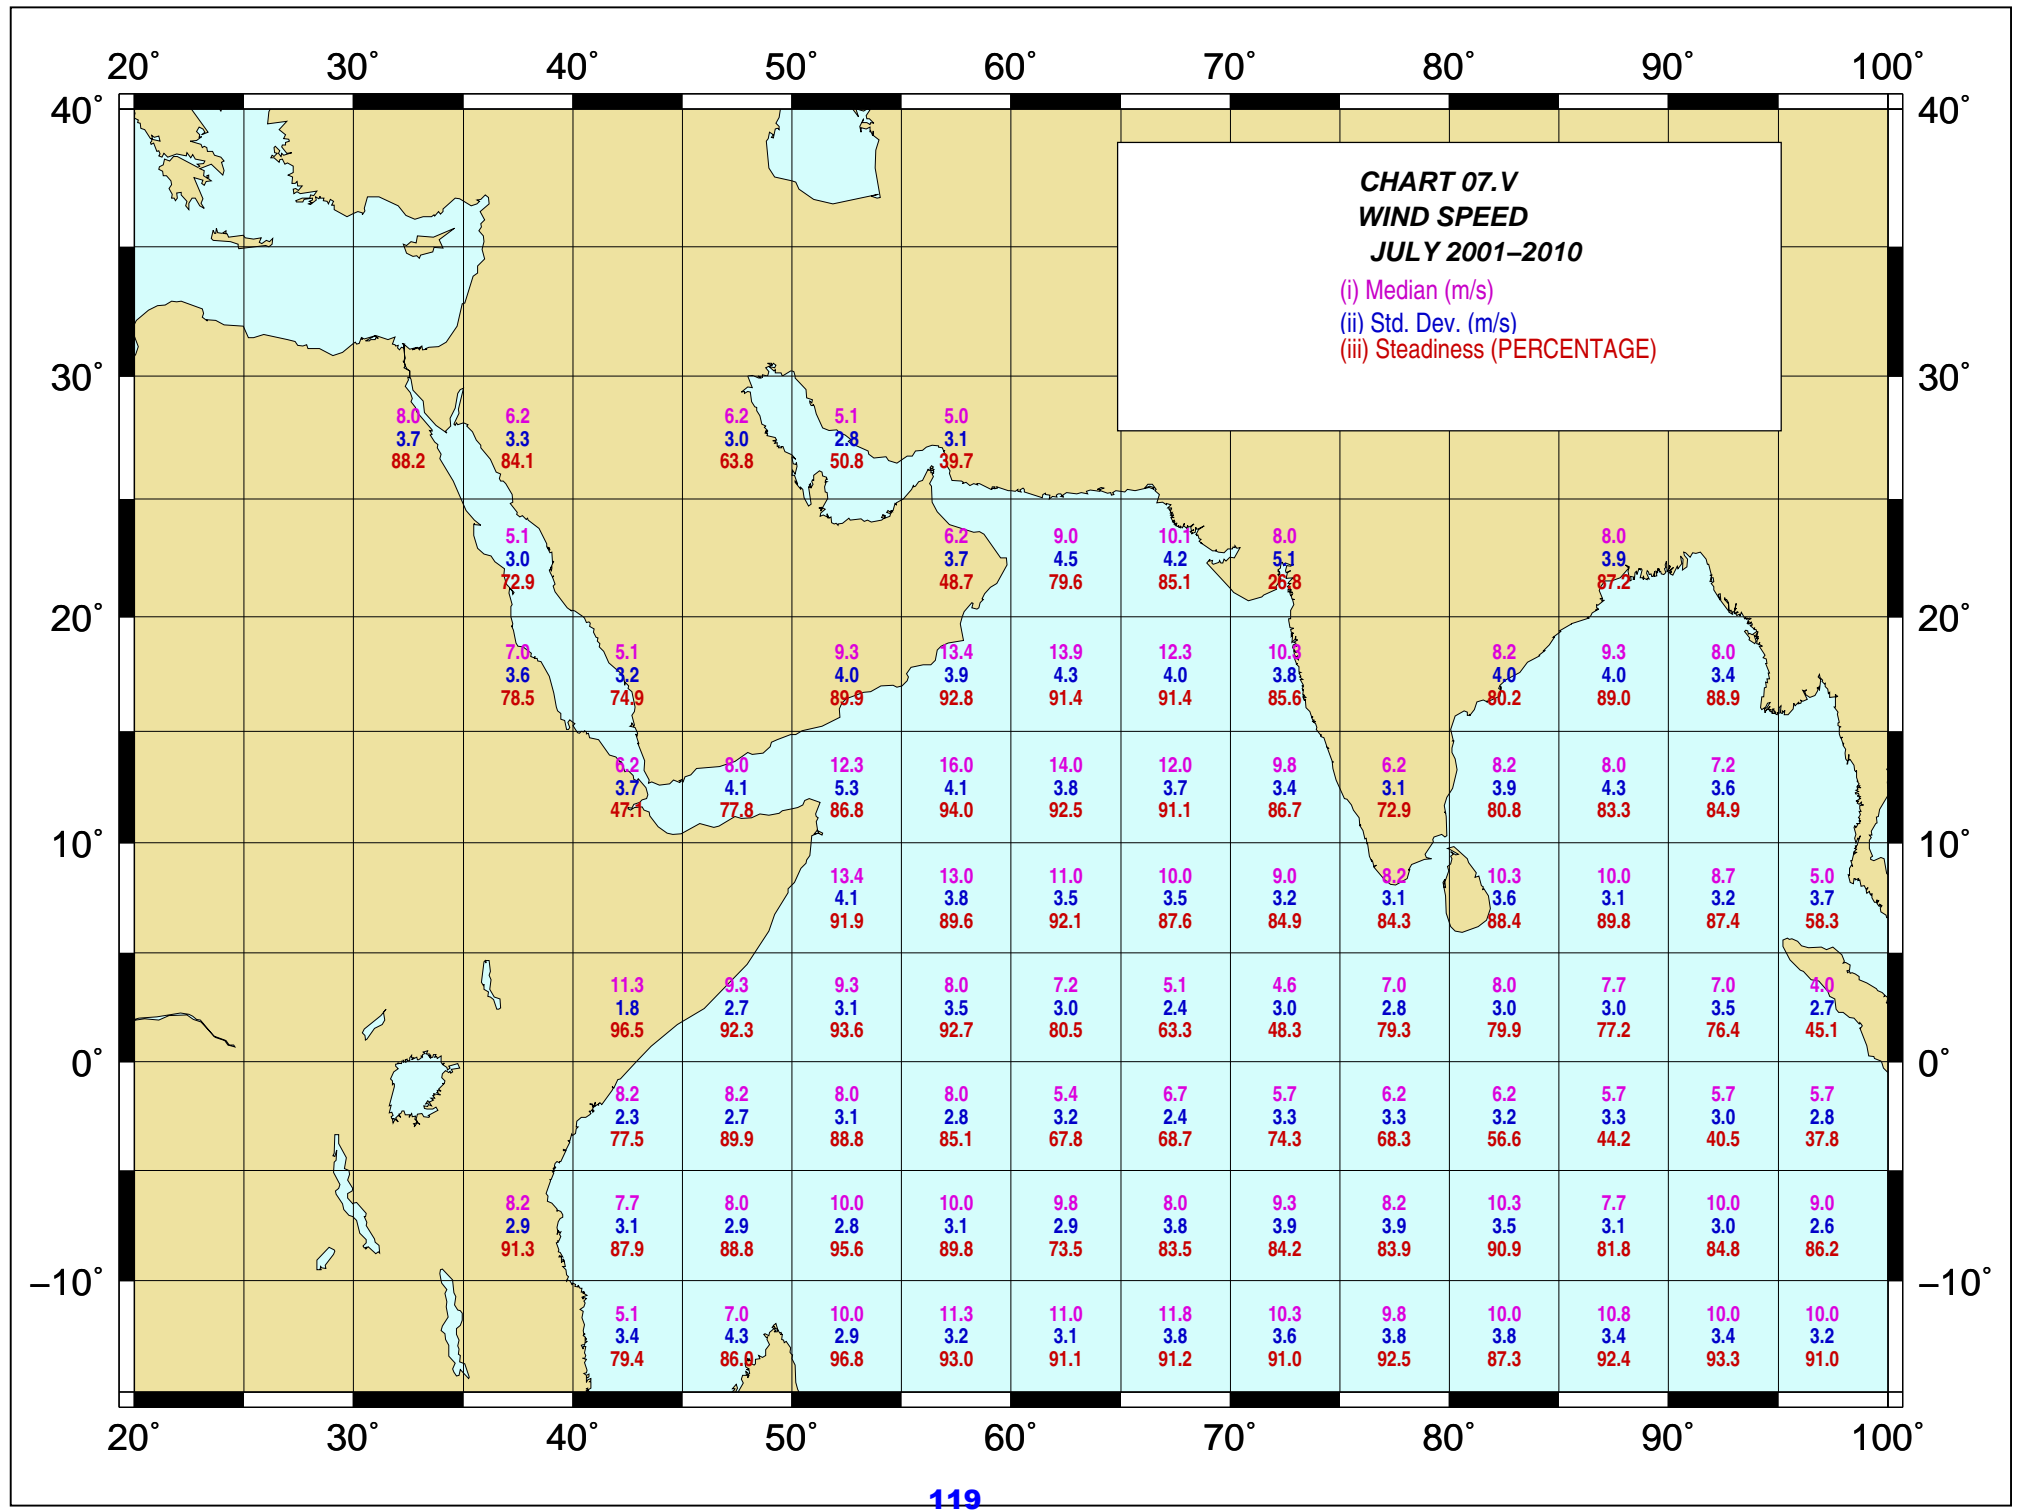 20° 30° 40° 50° 60° 70° 80° 90° 100°
40° 40°
CHART 07.V
WIND SPEED
JULY 2001–2010
(i) Median (m/s)
(ii) Std. Dev. (m/s)
(iii) Steadiness (PERCENTAGE)
30° 30°
8.0 6.2 6.2 5.1 5.0
3.7 3.3 3.0 2.8 3.1
88.2 84.1 63.8 50.8 39.7
5.1 6.2 9.0 10.1 8.0 8.0
3.0 3.7 4.5 4.2 5.1 3.9
72.9 48.7 79.6 85.1 26.8 87.2
20° 20°
7.0 5.1 9.3 13.4 13.9 12.3 10.3 8.2 9.3 8.0
3.6 3.2 4.0 3.9 4.3 4.0 3.8 4.0 4.0 3.4
78.5 74.9 89.9 92.8 91.4 91.4 85.6 80.2 89.0 88.9
6.2 8.0 12.3 16.0 14.0 12.0 9.8 6.2 8.2 8.0 7.2
3.7 4.1 5.3 4.1 3.8 3.7 3.4 3.1 3.9 4.3 3.6
47.1 77.8 86.8 94.0 92.5 91.1 86.7 72.9 80.8 83.3 84.9
10° 10°
13.4 13.0 11.0 10.0 9.0 8.2 10.3 10.0 8.7 5.0
4.1 3.8 3.5 3.5 3.2 3.1 3.6 3.1 3.2 3.7
91.9 89.6 92.1 87.6 84.9 84.3 88.4 89.8 87.4 58.3
11.3 9.3 9.3 8.0 7.2 5.1 4.6 7.0 8.0 7.7 7.0 4.0
1.8 2.7 3.1 3.5 3.0 2.4 3.0 2.8 3.0 3.0 3.5 2.7
96.5 92.3 93.6 92.7 80.5 63.3 48.3 79.3 79.9 77.2 76.4 45.1
0° 0°
8.2 8.2 8.0 8.0 5.4 6.7 5.7 6.2 6.2 5.7 5.7 5.7
2.3 2.7 3.1 2.8 3.2 2.4 3.3 3.3 3.2 3.3 3.0 2.8
77.5 89.9 88.8 85.1 67.8 68.7 74.3 68.3 56.6 44.2 40.5 37.8
8.2 7.7 8.0 10.0 10.0 9.8 8.0 9.3 8.2 10.3 7.7 10.0 9.0
2.9 3.1 2.9 2.8 3.1 2.9 3.8 3.9 3.9 3.5 3.1 3.0 2.6
91.3 87.9 88.8 95.6 89.8 73.5 83.5 84.2 83.9 90.9 81.8 84.8 86.2
−10° −10°
5.1 7.0 10.0 11.3 11.0 11.8 10.3 9.8 10.0 10.8 10.0 10.0
3.4 4.3 2.9 3.2 3.1 3.8 3.6 3.8 3.8 3.4 3.4 3.2
79.4 86.0 96.8 93.0 91.1 91.2 91.0 92.5 87.3 92.4 93.3 91.0
20° 30° 40° 50° 60° 70° 80° 90° 100°
119